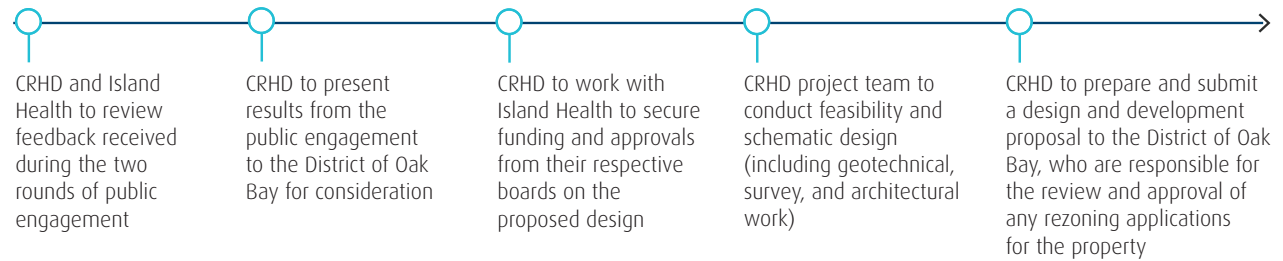 CRHD and Island
Health to review
feedback received
during the two
rounds of public
engagement
CRHD to present
results from the
public engagement
to the District of Oak
Bay for consideration
CRHD to work with
Island Health to secure
funding and approvals
from their respective
boards on the
proposed design
CRHD project team to
conduct feasibility and
schematic design
(including geotechnical,
survey, and architectural
work)
CRHD to prepare and submit
a design and development
proposal to the District of Oak
Bay, who are responsible for
the review and approval of
any rezoning applications
for the property